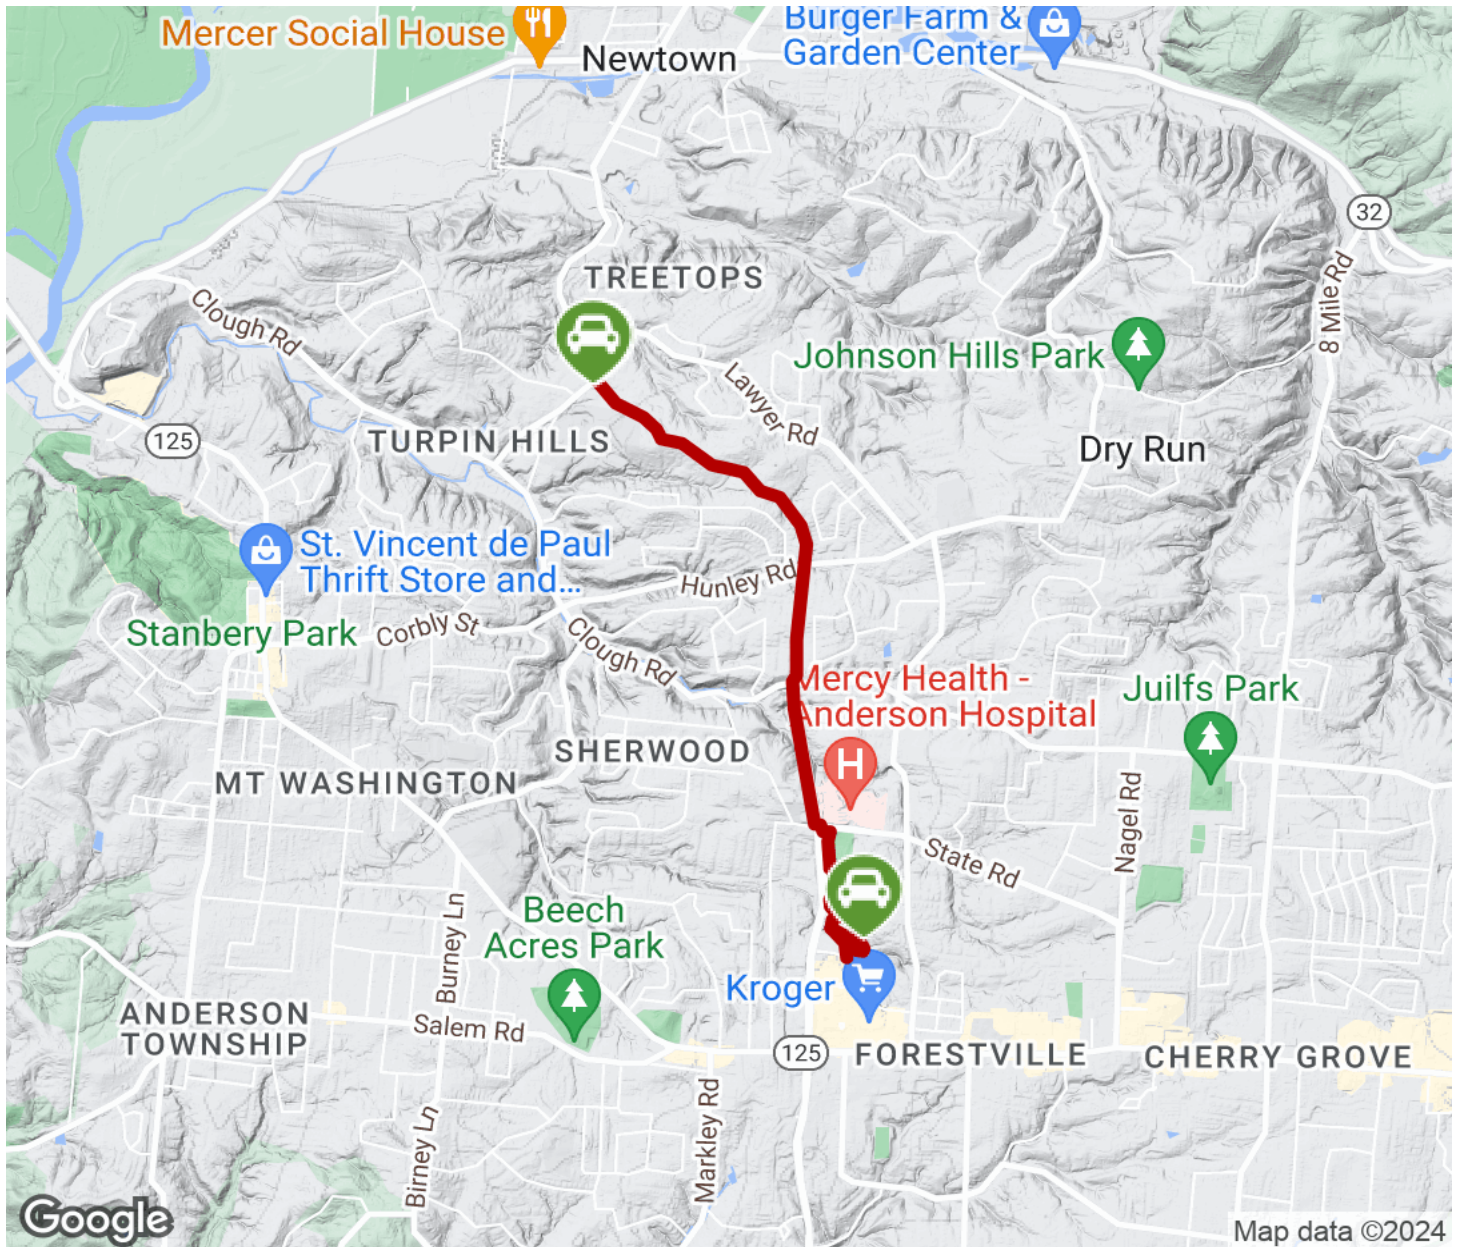 Mercer Social House
Newtown
Burger Farm &
Garden Center
32
TREETOPS
Clough Rd
8 Mile Rd
Johnson Hills Park
Lawyer Rd
125
TURPIN HILLS
Dry Run
St. Vincent de Paul
Thrift Store and...
Hunley Rd
Stanbery Park
Corbly St
Clough Rd
Mercy Health -
Anderson Hospital
Juilfs Park
SHERWOOD
H
MT WASHINGTON
Nagel Rd
State Rd
Beech
Acres Park
Burney Ln
Kroger
ANDERSON
TOWNSHIP
Salem Rd
125
FORESTVILLE
CHERRY GROVE
Markley Rd
Birney Ln
Google
Map data ©2024